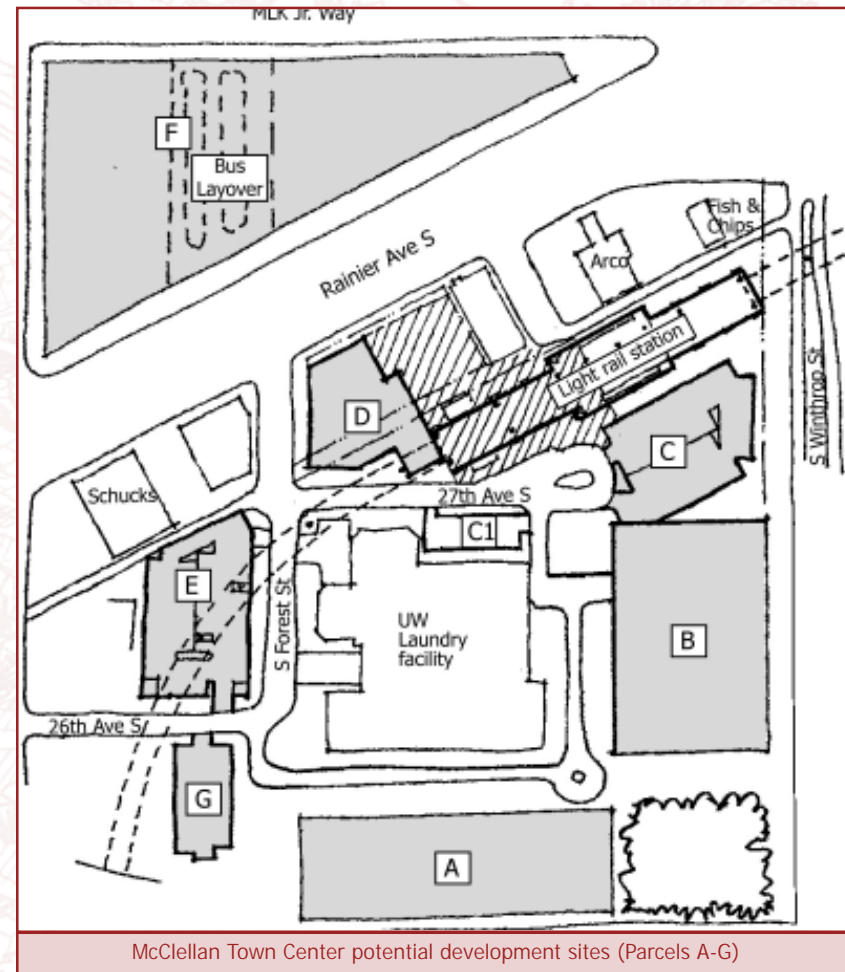 MLK Jr. Way
F
Bus
Layover
Rainier Ave S
Fish &
Chips
Arco
Light rail station
S Winthrop St
D
C
Schucks
27th Ave S
C1
E
S Forest St
UW
Laundry
facility
B
26th Ave S
G
A
McClellan Town Center potential development sites (Parcels A-G)